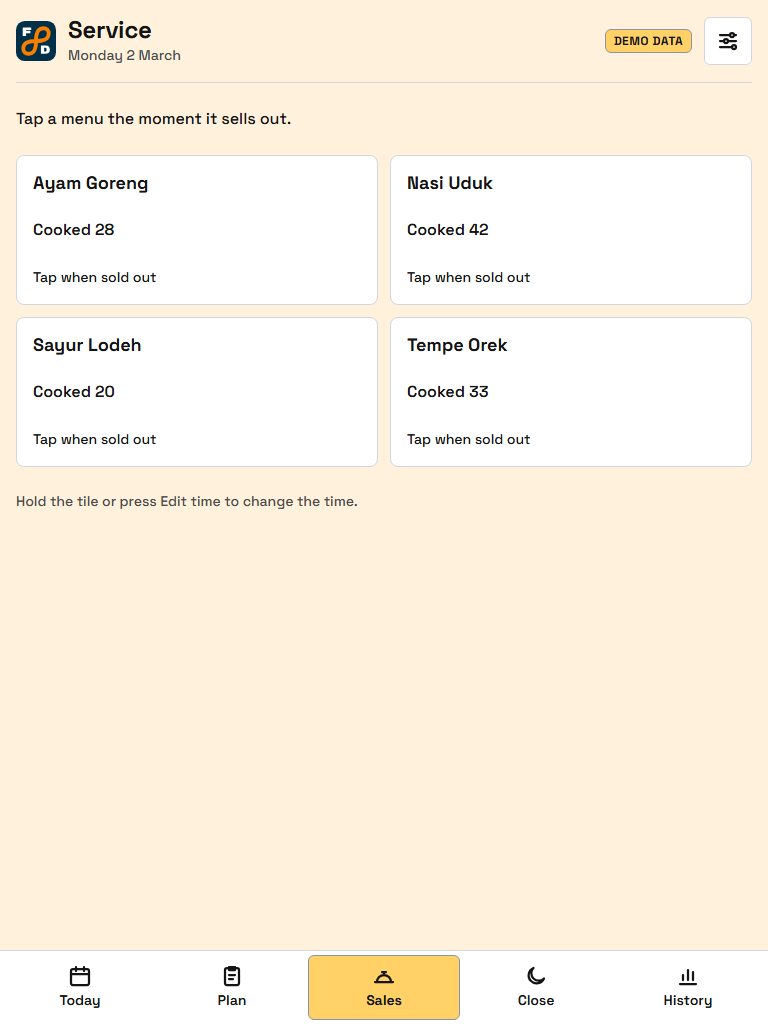 F
D
Service
Monday 2 March
DEMO DATA
Tap a menu the moment it sells out.
Ayam Goreng
Cooked 28
Tap when sold out
Nasi Uduk
Cooked 42
Tap when sold out
Sayur Lodeh
Cooked 20
Tap when sold out
Tempe Orek
Cooked 33
Tap when sold out
Hold the tile or press Edit time to change the time.
Today
Plan
Sales
Close
History